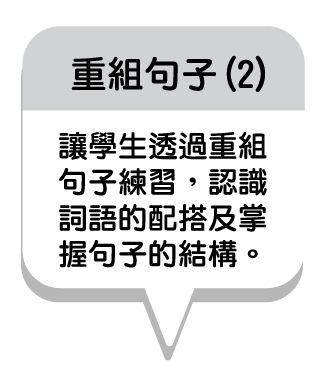 重組句子(2)
讓學生透過重組
句子練習，認識
詞語的配搭及掌
握句子的結構。